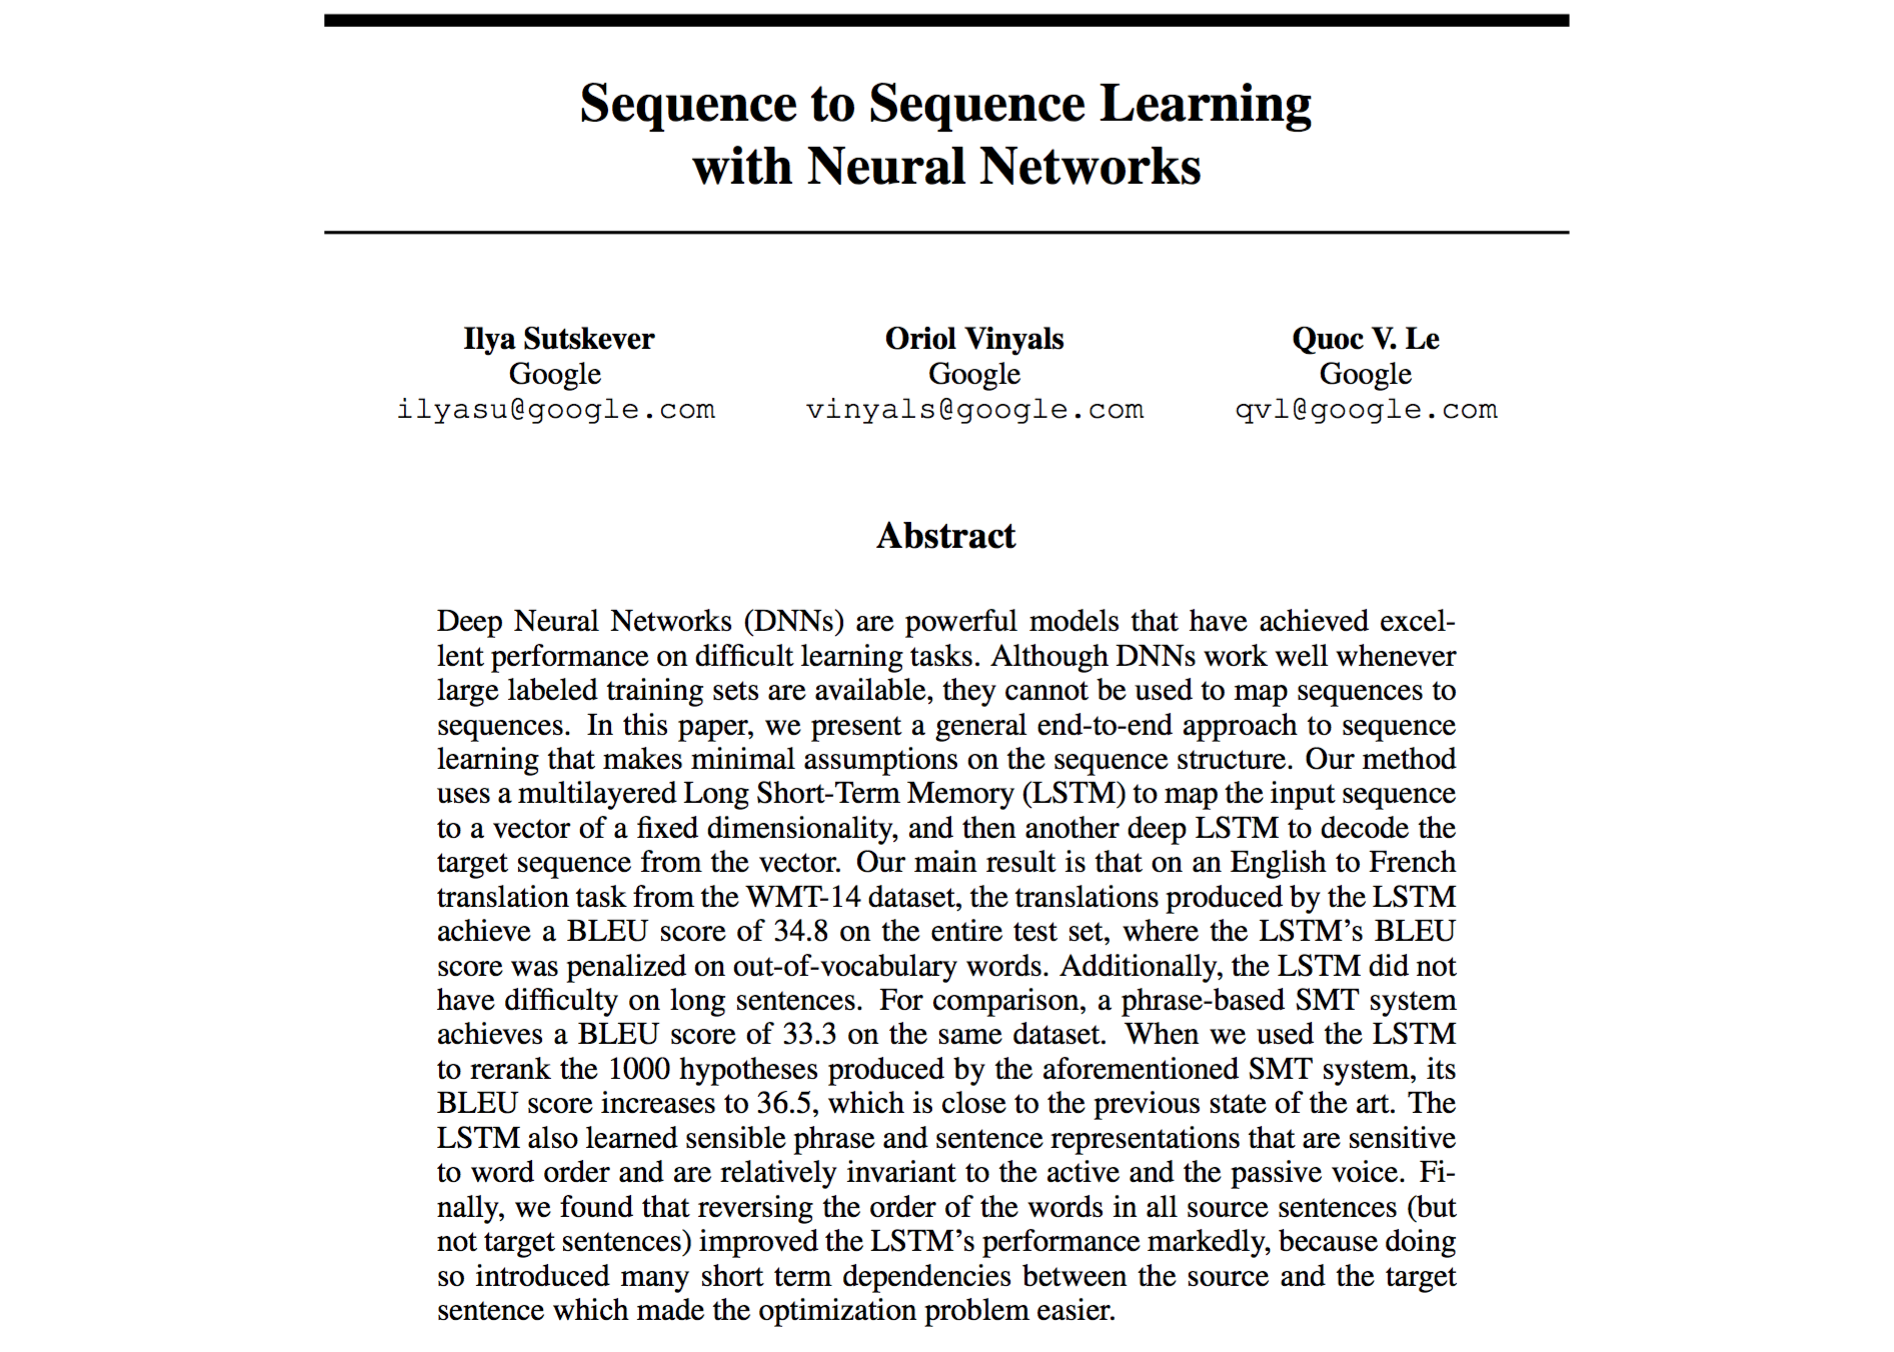 Sequence to Sequence Learning
with Neural Networks
Ilya Sutskever
Google
ilyasu@google.com
Oriol Vinyals
Google
vinyals@google.com
Quoc V. Le
Google
qvl@google.com
Abstract
Deep Neural Networks (DNNs) are powerful models that have achieved excel-
lent performance on difficult learning tasks. Although DNNs work well whenever
large labeled training sets are available, they cannot be used to map sequences to
sequences. In this paper, we present a general end-to-end approach to sequence
learning that makes minimal assumptions on the sequence structure. Our method
uses a multilayered Long Short-Term Memory (LSTM) to map the input sequence
to a vector of a fixed dimensionality, and then another deep LSTM to decode the
target sequence from the vector. Our main result is that on an English to French
translation task from the WMT-14 dataset, the translations produced by the LSTM
achieve a BLEU score of 34.8 on the entire test set, where the LSTM's BLEU
score was penalized on out-of-vocabulary words. Additionally, the LSTM did not
have difficulty on long sentences. For comparison, a phrase-based SMT system
achieves a BLEU score of 33.3 on the same dataset. When we used the LSTM
to rerank the 1000 hypotheses produced by the aforementioned SMT system, its
BLEU score increases to 36.5, which is close to the previous state of the art. The
LSTM also learned sensible phrase and sentence representations that are sensitive
to word order and are relatively invariant to the active and the passive voice. Fi-
nally, we found that reversing the order of the words in all source sentences (but
not target sentences) improved the LSTM's performance markedly, because doing
so introduced many short term dependencies between the source and the target
sentence which made the optimization problem easier.